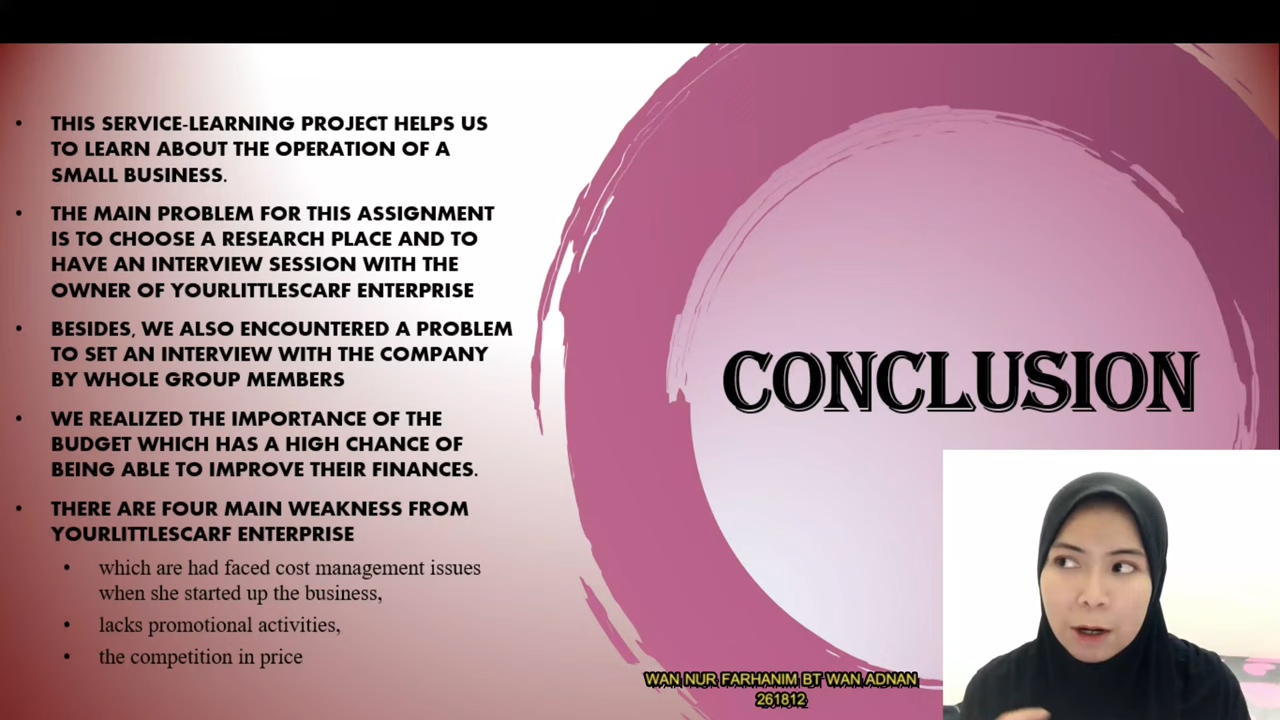 THIS SERVICE-LEARNING PROJECT HELPS US
TO LEARN ABOUT THE OPERATION OF A
SMALL BUSINESS.
THE MAIN PROBLEM FOR THIS ASSIGNMENT
IS TO CHOOSE A RESEARCH PLACE AND TO
HAVE AN INTERVIEW SESSION WITH THE
OWNER OF YOURLITTLESCARF ENTERPRISE
BESIDES, WE ALSO ENCOUNTERED A PROBLEM
TO SET AN INTERVIEW WITH THE COMPANY
BY WHOLE GROUP MEMBERS
WE REALIZED THE IMPORTANCE OF THE
BUDGET WHICH HAS A HIGH CHANCE OF
BEING ABLE TO IMPROVE THEIR FINANCES.
THERE ARE FOUR MAIN WEAKNESS FROM
YOURLITTLESCARF ENTERPRISE
which are had faced cost management issues
when she started up the business,
lacks promotional activities,
the competition in price
CONCLUSION
WAN NUR FARHANIM BT WAN ADNAN
261812